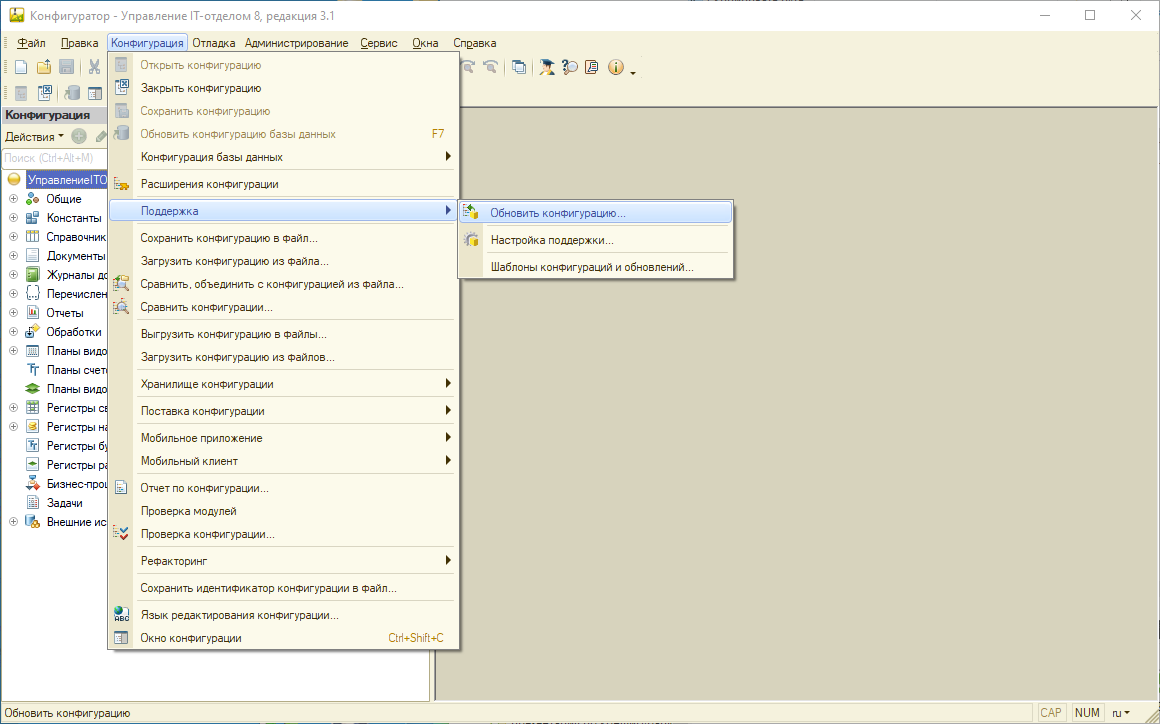 Конфигуратор - Управление IT-отделом 8, редакция 3.1
Файл Правка Конфигурация Отладка Администрирование Сервис Окна Справка
Конфигурация
Действия
Поиск (Ctrl+Alt+M)
УправлениеITО
Общие
Константы
Справочник
Документы
Журналы до
Перечислен
Отчеты
Обработки
Планы видо
Планы счет
Планы видо
Регистры св
Регистры на
Регистры бу
Регистры ра
Бизнес-проц
Задачи
Внешние ис
Открыть конфигурацию
Закрыть конфигурацию
Сохранить конфигурацию
Обновить конфигурацию базы данных F7
Конфигурация базы данных
Расширения конфигурации
Поддержка
Сохранить конфигурацию в файл...
Загрузить конфигурацию из файла...
Сравнить, объединить с конфигурацией из файла...
Сравнить конфигурации...
Выгрузить конфигурацию в файлы...
Загрузить конфигурацию из файлов...
Хранилище конфигурации
Поставка конфигурации
Мобильное приложение
Мобильный клиент
Отчет по конфигурации...
Проверка модулей
Проверка конфигурации...
Рефакторинг
Сохранить идентификатор конфигурации в файл...
Язык редактирования конфигурации...
Окно конфигурации Ctrl+Shift+C
Обновить конфигурацию...
Настройка поддержки...
Шаблоны конфигураций и обновлений...
Обновить конфигурацию
CAP NUM ru